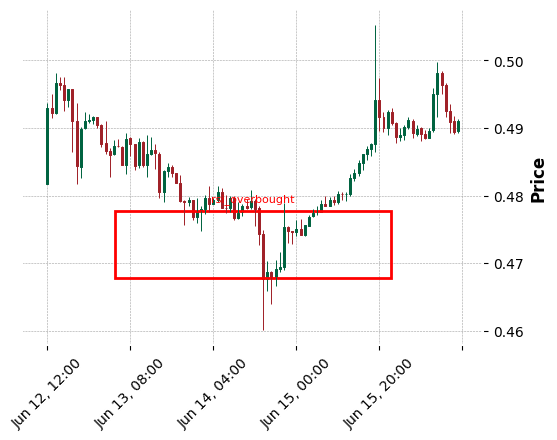 0.50
0.49
0.48
overbought
0.47
0.46
Price
Jun 12, 12:00
Jun 13, 08:00
Jun 14, 04:00
Jun 15, 00:00
Jun 15, 20:00